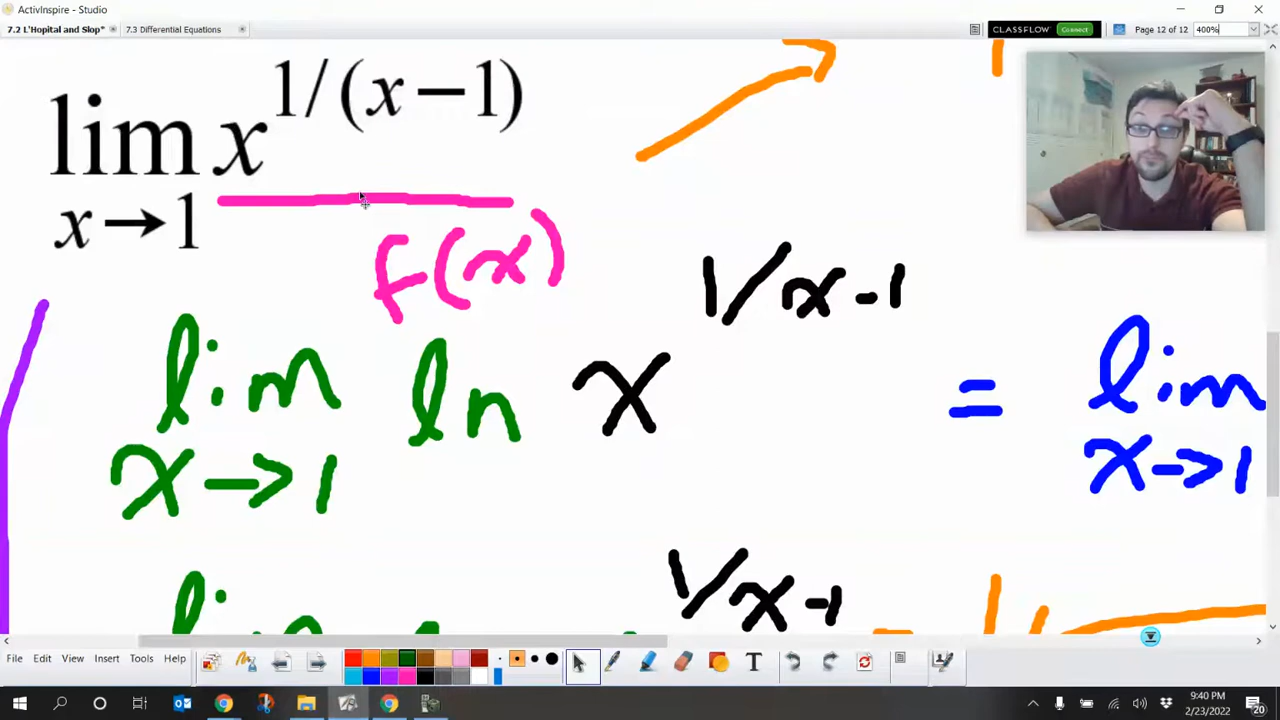 ActivInspire - Studio
7.2 L'Hopital and Slop* 7.3 Differential Equations CLASSFLOW Connect Page 12 of 12 400%
lim x^1/(x−1)
x→1
f(x)
lim ln x^1/x-1 = lim
x→1 x→1
1/x-1
File Edit View Insert Tools Help
9:40 PM
2/23/2022
20